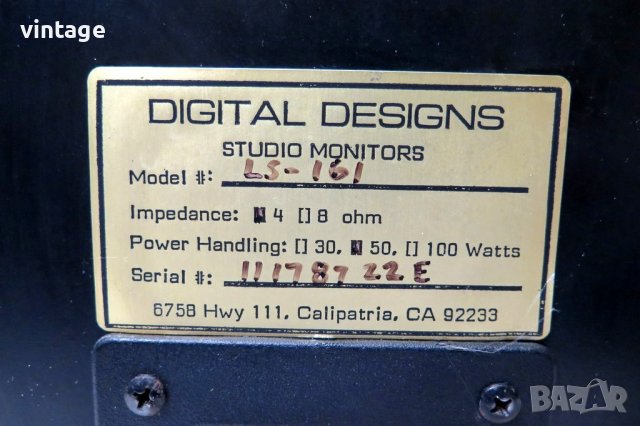 vintage
DIGITAL DESIGNS
STUDIO MONITORS
Model #: LS-161
Impedance: [] 4 [] 8 ohm
Power Handling: [] 30, [] 50, [] 100 Watts
Serial #: 11178722E
6758 Hwy 111, Calipatria, CA 92233
BAZAR